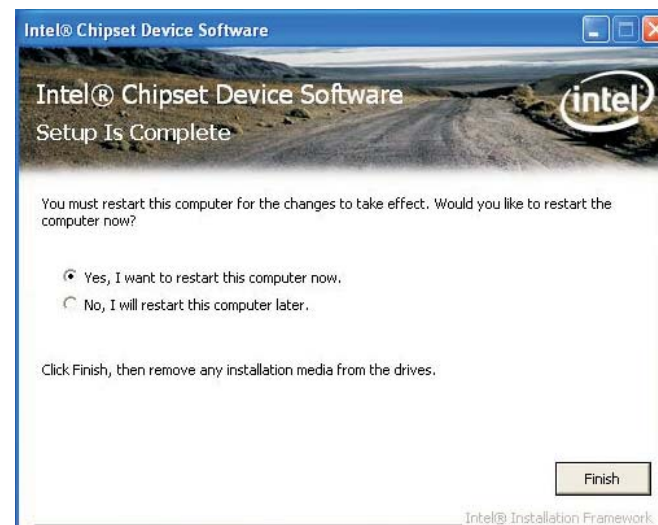 Intel® Chipset Device Software
Intel® Chipset Device Software
intel
Setup Is Complete
You must restart this computer for the changes to take effect. Would you like to restart the
computer now?
Yes, I want to restart this computer now.
No, I will restart this computer later.
Click Finish, then remove any installation media from the drives.
Finish
Intel® Installation Framework